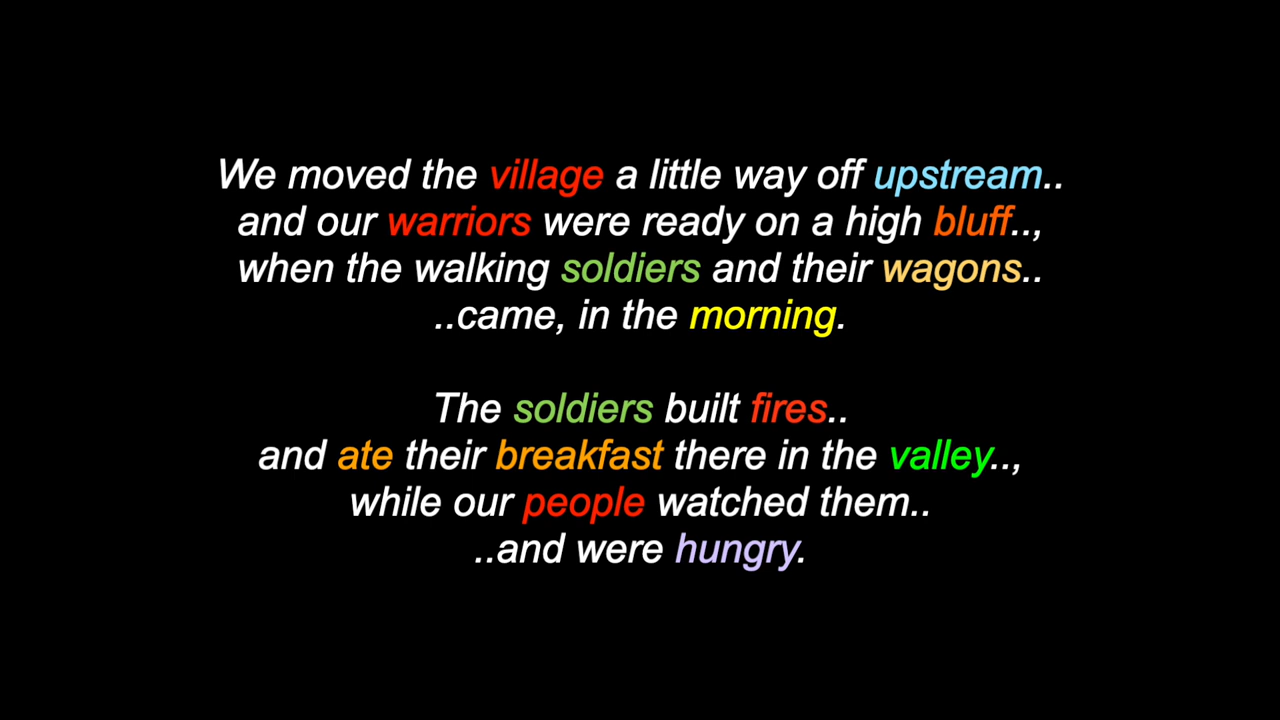 We moved the village a little way off upstream..
and our warriors were ready on a high bluff..,
when the walking soldiers and their wagons..
..came, in the morning.
The soldiers built fires..
and ate their breakfast there in the valley..,
while our people watched them..
..and were hungry.